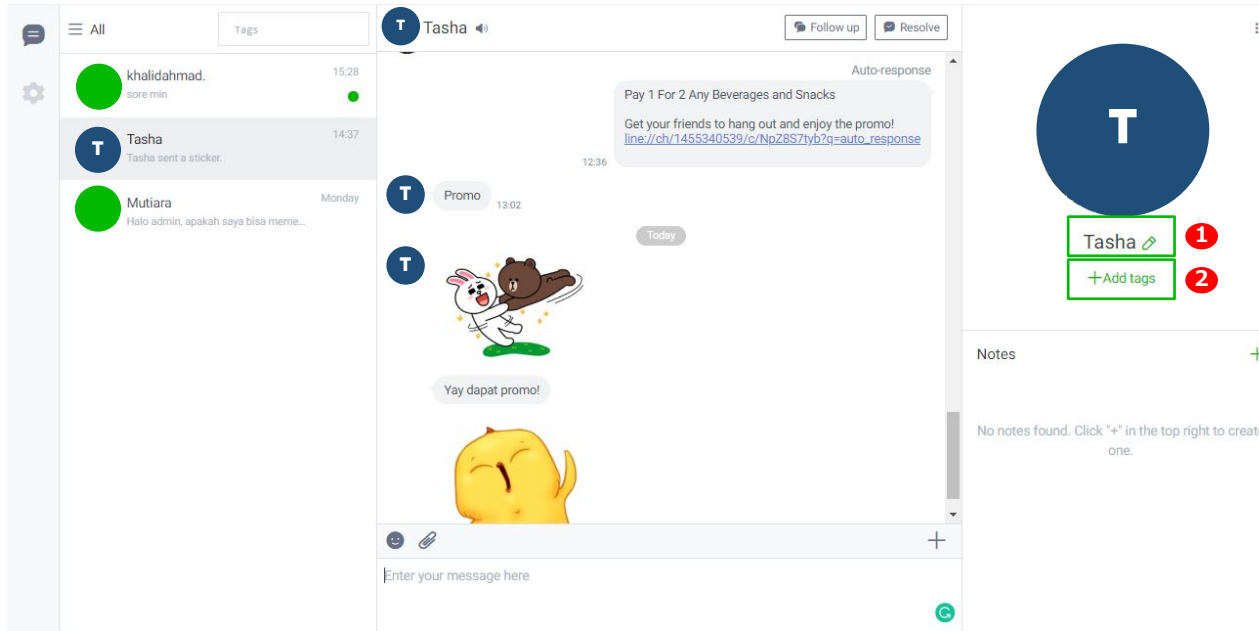 All
Tags
khalidahmad.
15:28
sore min
T
Tasha
14:37
Tasha sent a sticker.
Mutiara
Monday
Halo admin, apakah saya bisa meme...
T
Tasha
Follow up
Resolve
Auto-response
Pay 1 For 2 Any Beverages and Snacks
Get your friends to hang out and enjoy the promo!
line://ch/1455340539/c/NpZ8S7tyb?q=auto_response
12:36
T
Promo
13:02
Today
T
Yay dapat promo!
Enter your message here
T
Tasha
1
+Add tags
2
Notes
+
No notes found. Click "+" in the top right to create
one.